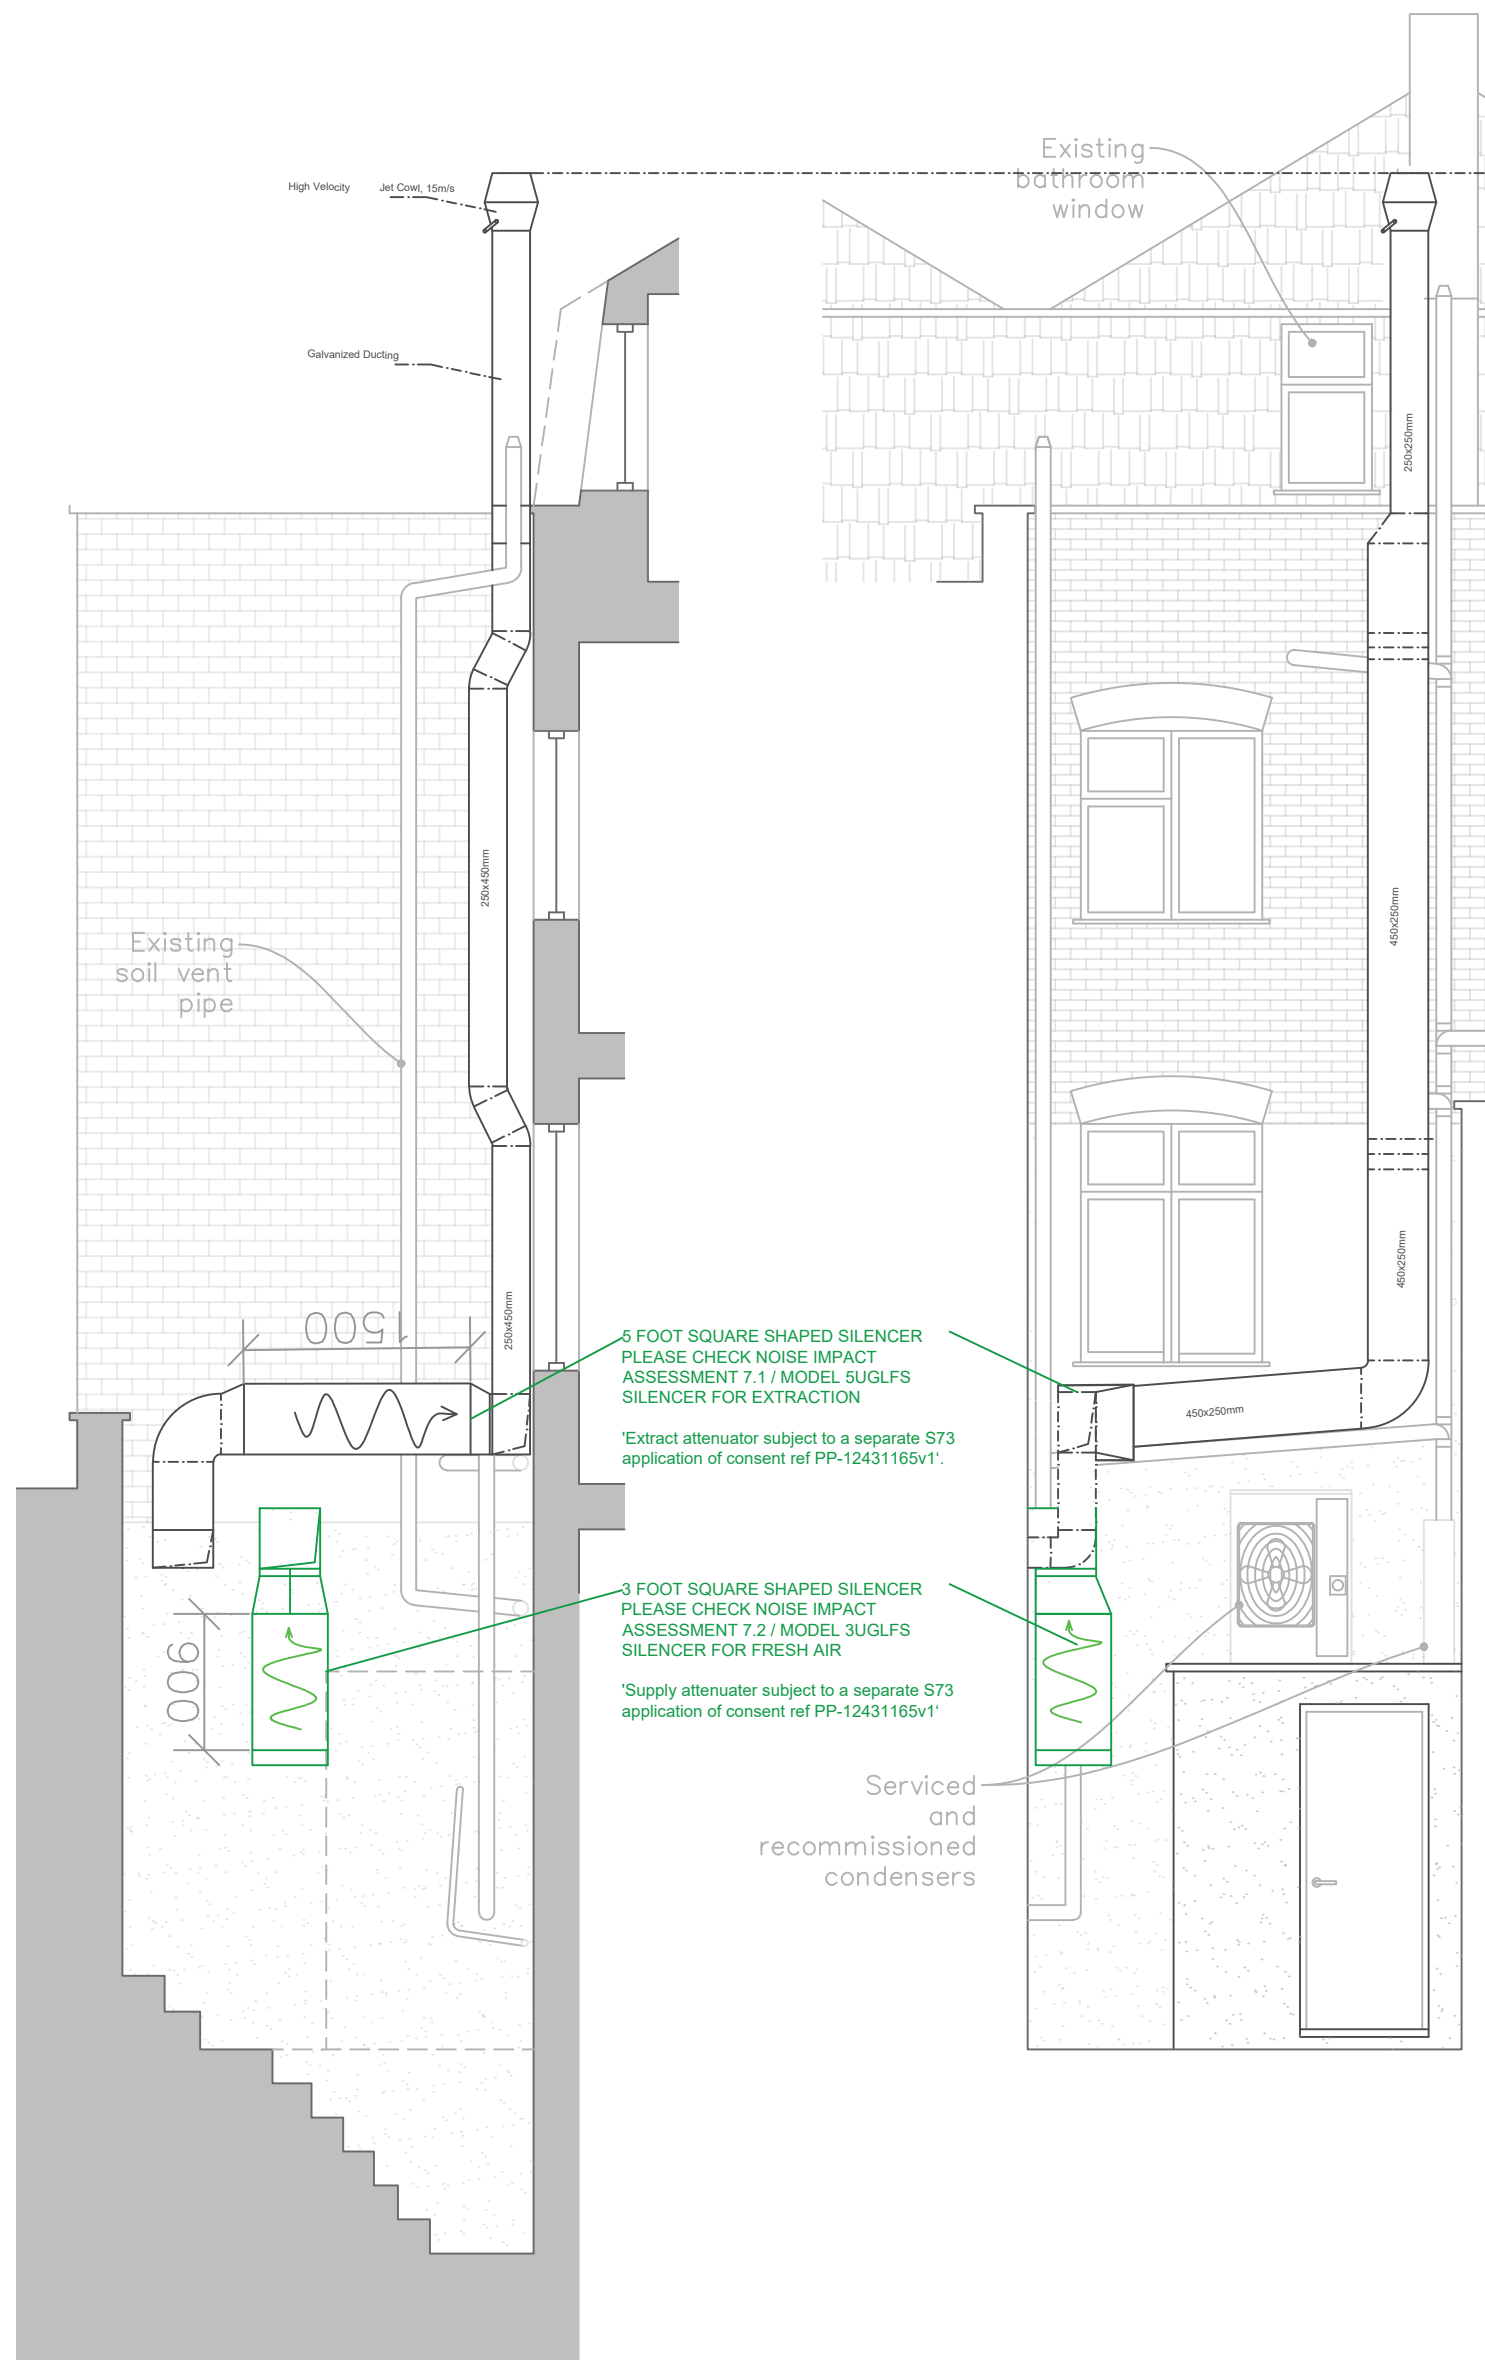 Existing
bathroom
window
High Velocity Jet Cowl, 15m/s
Galvanized Ducting
250x250mm
250x450mm
450x250mm
Existing
soil vent
pipe
450x250mm
250x450mm
1500
5 FOOT SQUARE SHAPED SILENCER
PLEASE CHECK NOISE IMPACT
ASSESSMENT 7.1 / MODEL 5UGLFS
SILENCER FOR EXTRACTION
'Extract attenuator subject to a separate S73
application of consent ref PP-12431165v1'.
450x250mm
3 FOOT SQUARE SHAPED SILENCER
PLEASE CHECK NOISE IMPACT
ASSESSMENT 7.2 / MODEL 3UGLFS
SILENCER FOR FRESH AIR
'Supply attenuater subject to a separate S73
application of consent ref PP-12431165v1'
900
Serviced
and
recommissioned
condensers